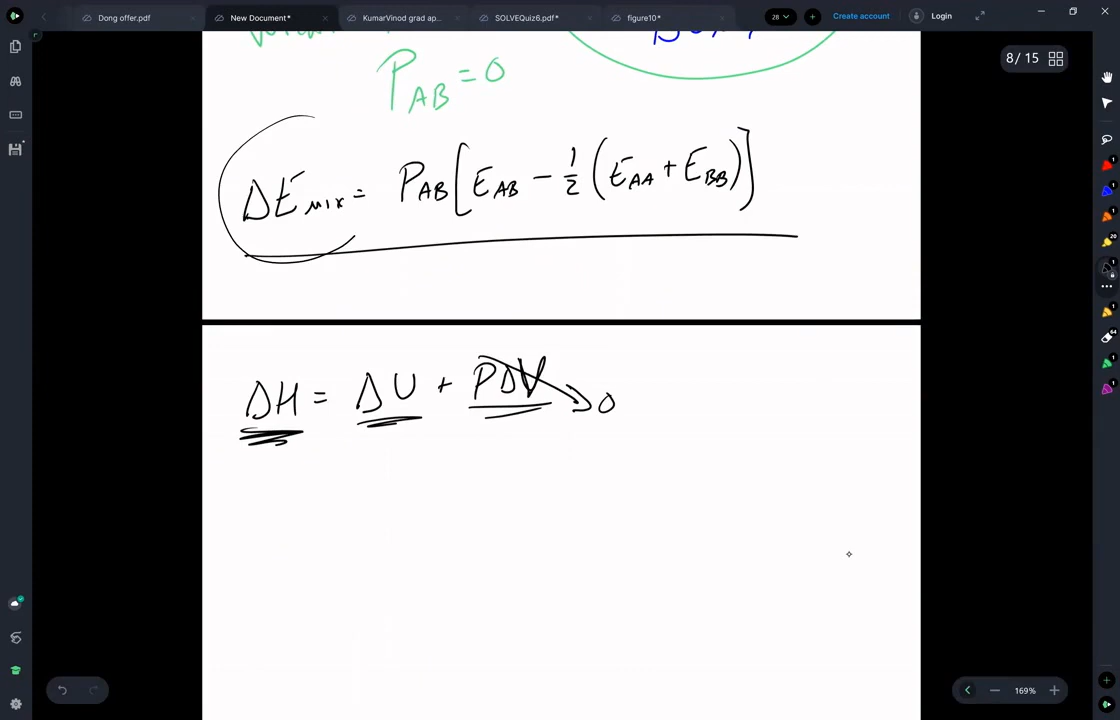 Dong offer.pdf New Document* KumarVinod grad ap... SOLVEQuiz6.pdf* figure10* 28 Create account Login
8 / 15
P_AB = 0
ΔE_mix = P_AB [E_AB − 1/2 (E_AA + E_BB)]
ΔH = ΔU + PΔV → 0
169%